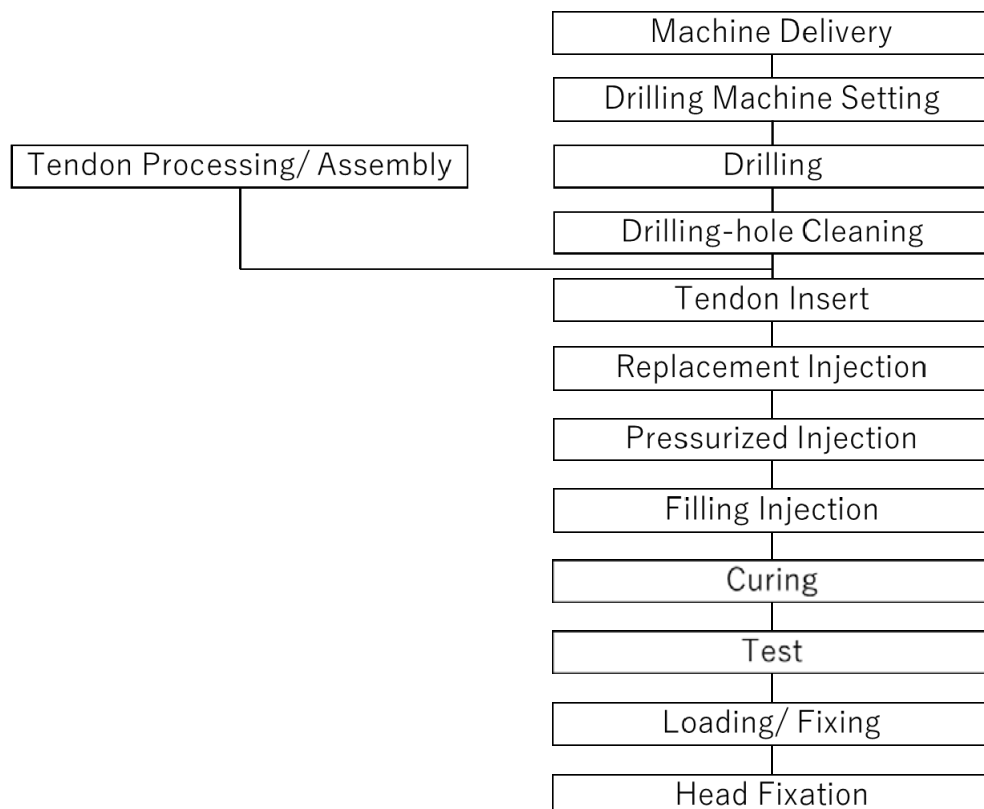 Machine Delivery
Drilling Machine Setting
Tendon Processing/ Assembly
Drilling
Drilling-hole Cleaning
Tendon Insert
Replacement Injection
Pressurized Injection
Filling Injection
Curing
Test
Loading/ Fixing
Head Fixation